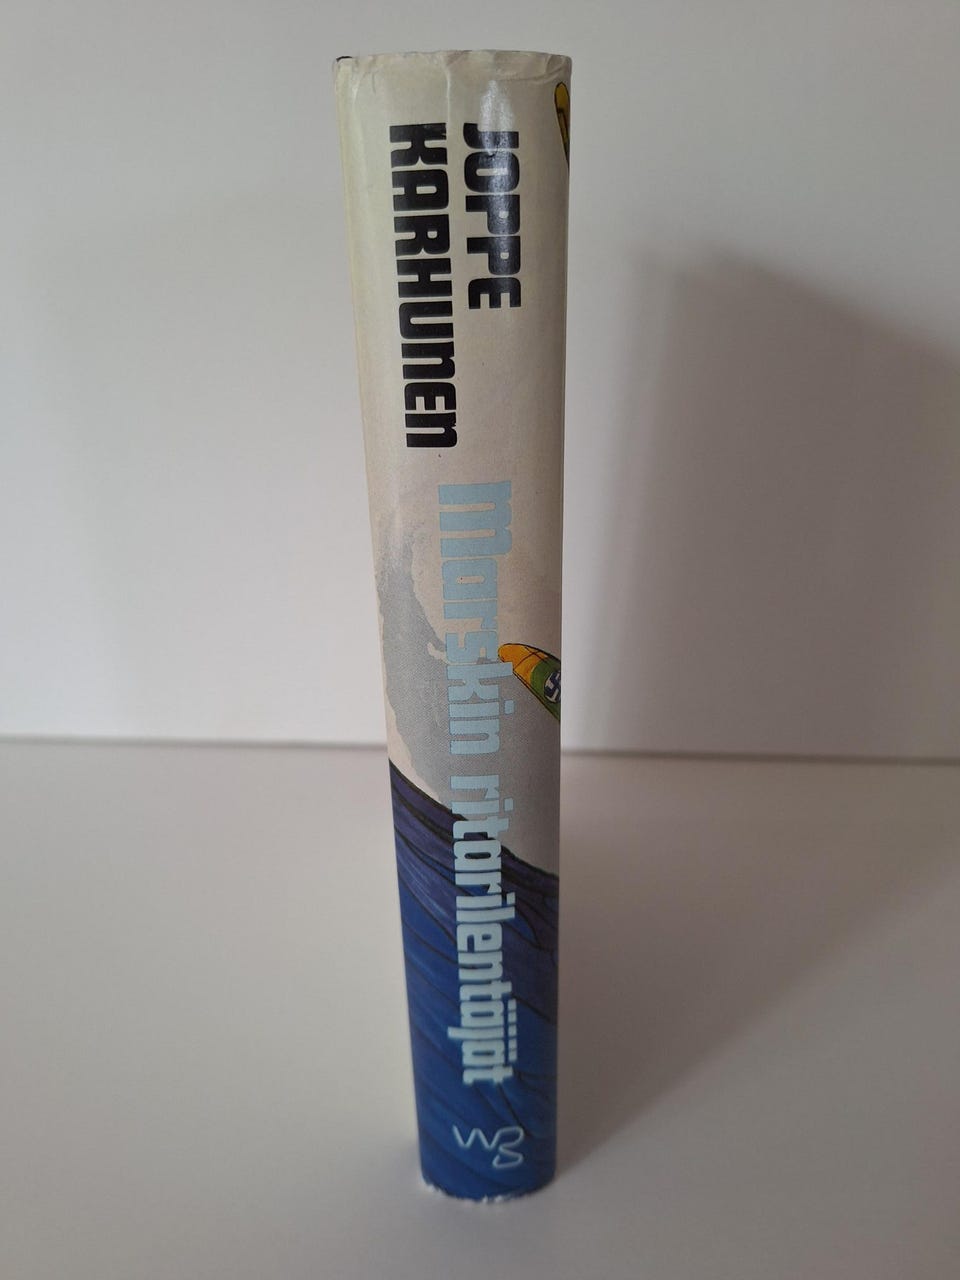 JOPPE
KARHUNEN
marskin ritarilentäjät
WS